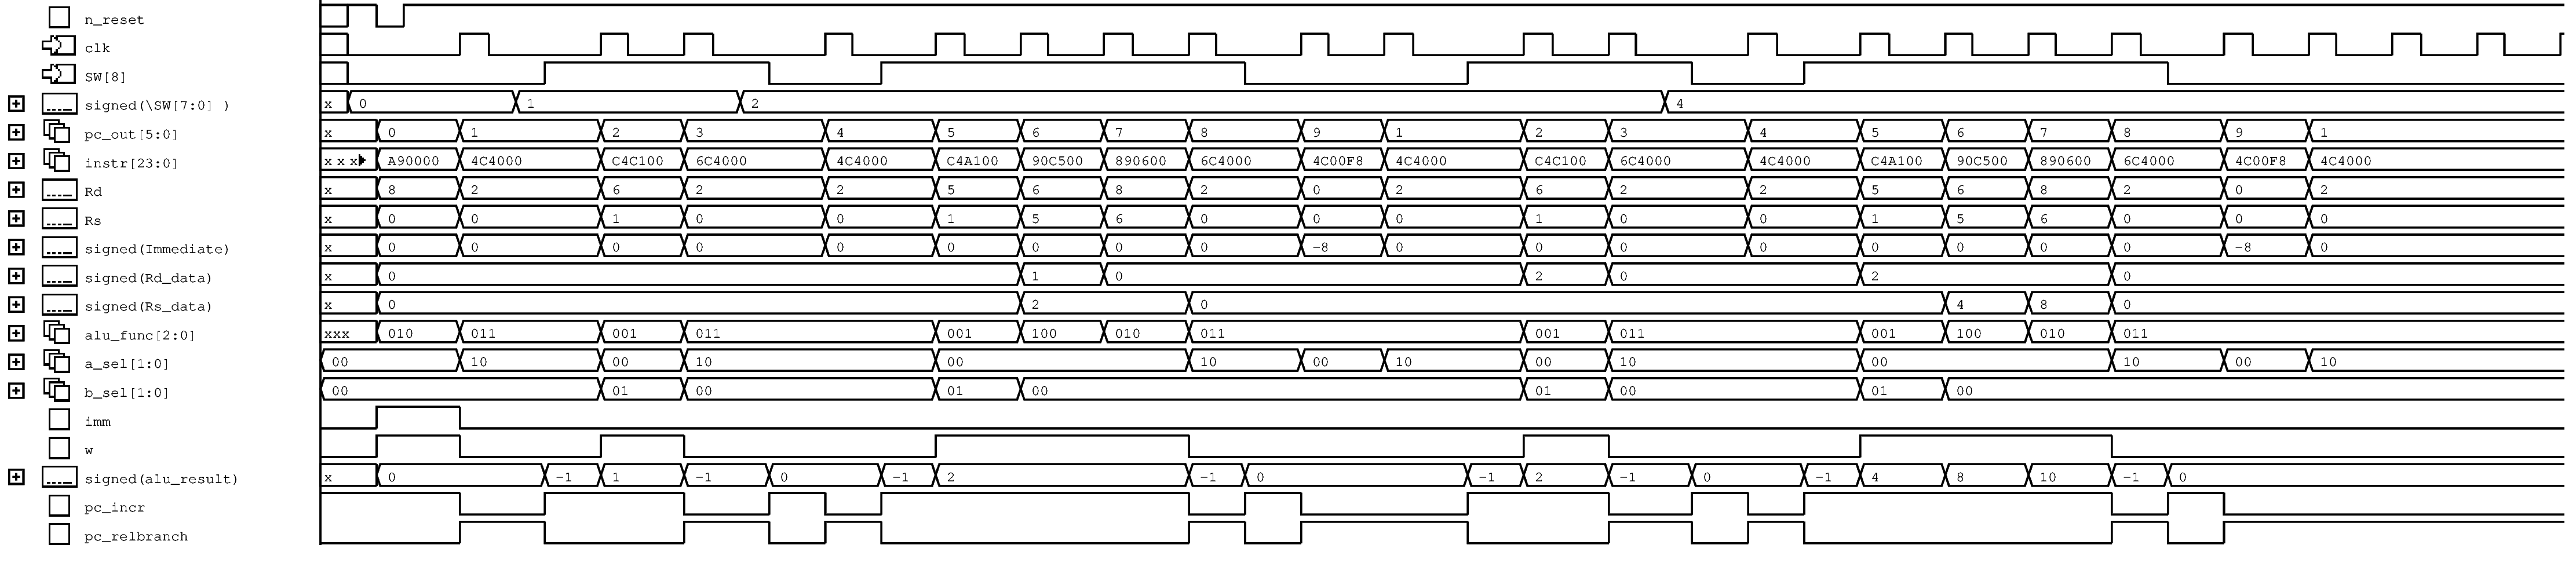 n_reset
clk
SW[8]
signed(\SW[7:0] ) x 0 1 2 4
pc_out[5:0] x 0 1 2 3 4 5 6 7 8 9 1 2 3 4 5 6 7 8 9 1
instr[23:0] x x x A90000 4C4000 C4C100 6C4000 4C4000 C4A100 90C500 890600 6C4000 4C00F8 4C4000 C4C100 6C4000 4C4000 C4A100 90C500 890600 6C4000 4C00F8 4C4000
Rd x 8 2 6 2 2 5 6 8 2 0 2 6 2 2 5 6 8 2 0 2
Rs x 0 0 1 0 0 1 5 6 0 0 0 1 0 0 1 5 6 0 0 0
signed(Immediate) x 0 0 0 0 0 0 0 0 0 -8 0 0 0 0 0 0 0 0 -8 0
signed(Rd_data) x 0 1 0 2 0 2 0
signed(Rs_data) x 0 2 0 4 8 0
alu_func[2:0] xxx 010 011 001 011 001 100 010 011 001 011 001 100 010 011
a_sel[1:0] 00 10 00 10 00 10 00 10 00 10 00 10 00 10
b_sel[1:0] 00 01 00 01 00 01 00 01 00
imm
w
signed(alu_result) x 0 -1 1 -1 0 -1 2 -1 0 -1 2 -1 0 -1 4 8 10 -1 0
pc_incr
pc_relbranch